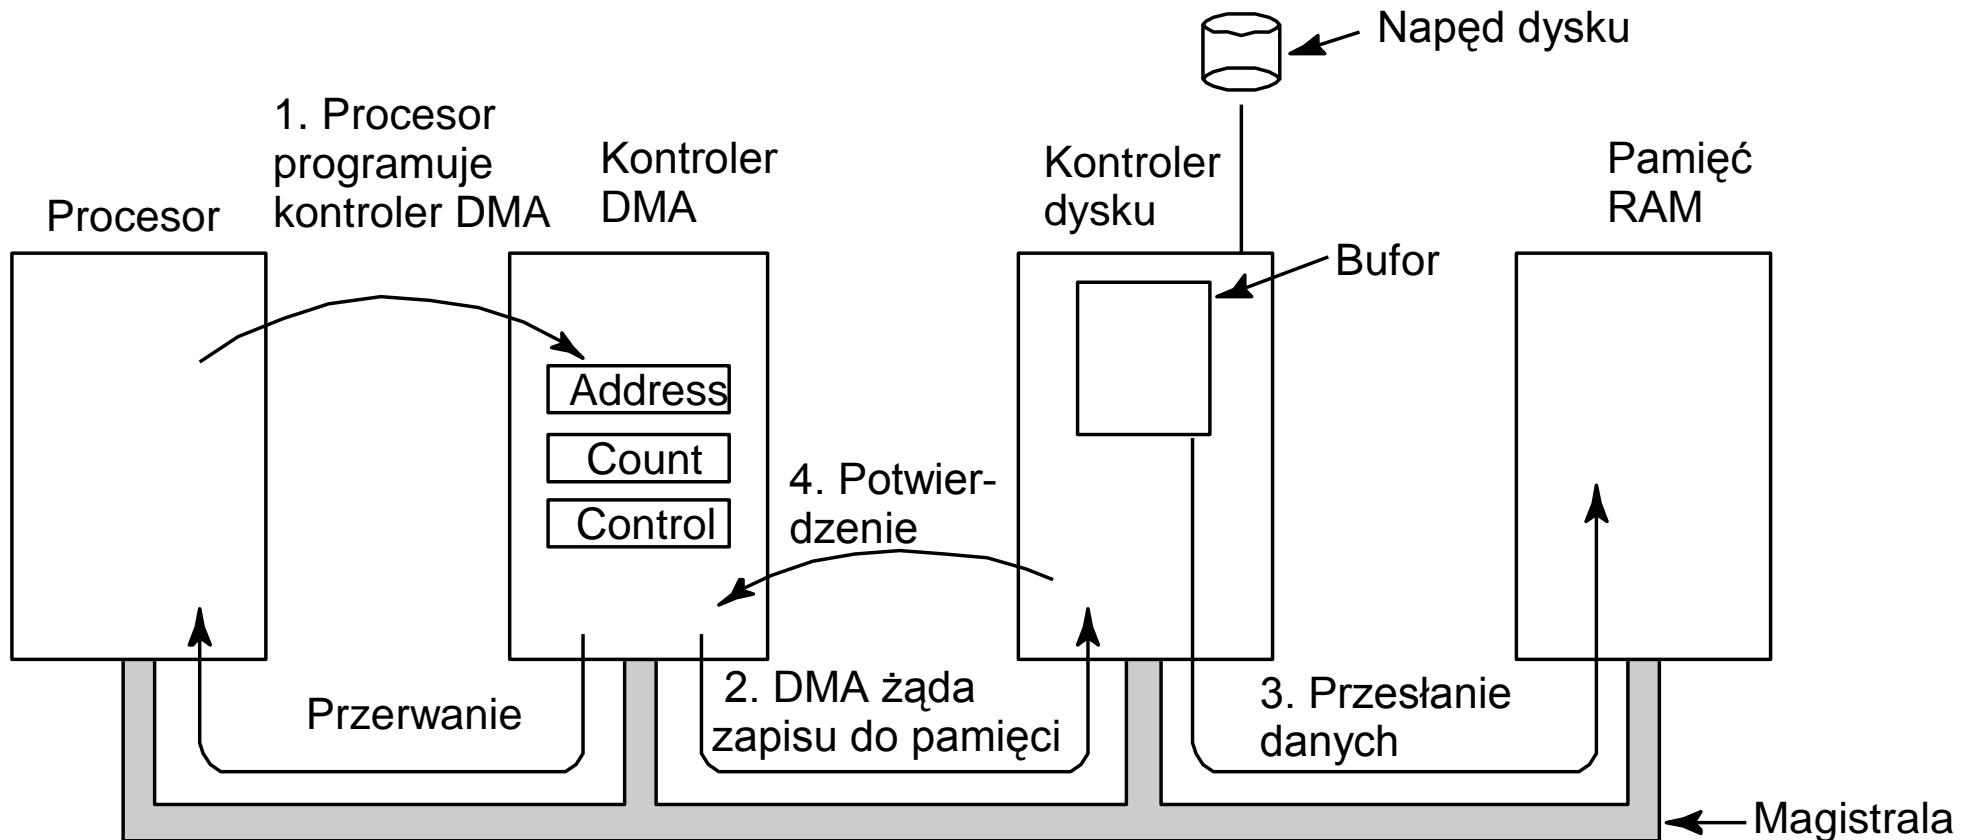 Napęd dysku
1. Procesor
programuje
kontroler DMA
Kontroler
DMA
Kontroler
dysku
Pamięć
RAM
Procesor
Bufor
Address
Count
Control
4. Potwier-
dzenie
Przerwanie
2. DMA żąda
zapisu do pamięci
3. Przesłanie
danych
Magistrala